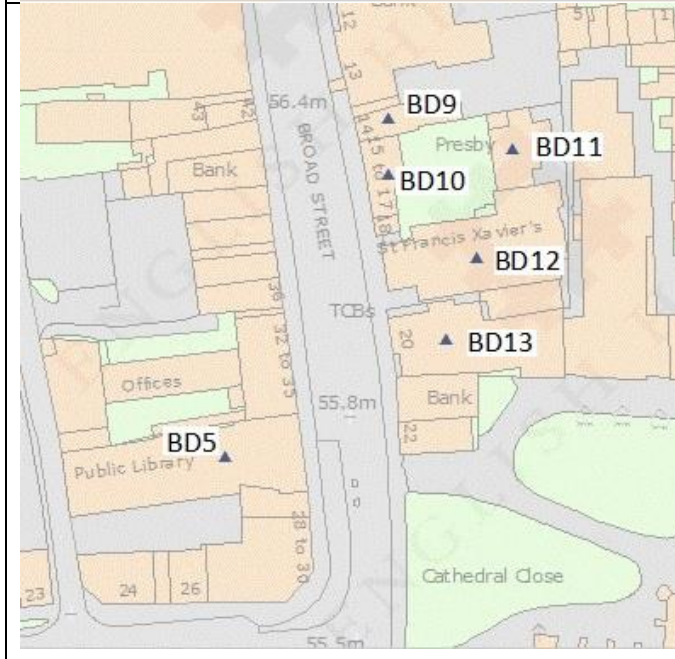 12
5
1
13
56.4m
BD9
43
42
BROAD STREET
14
15 to 17
Presby
BD11
Bank
BD10
18
St Francis Xavier's
BD12
36
TCBs
32 to 35
20
BD13
Offices
55.8m
Bank
BD5
22
Public Library
28 to 30
23
24
26
Cathedral Close
55.5m